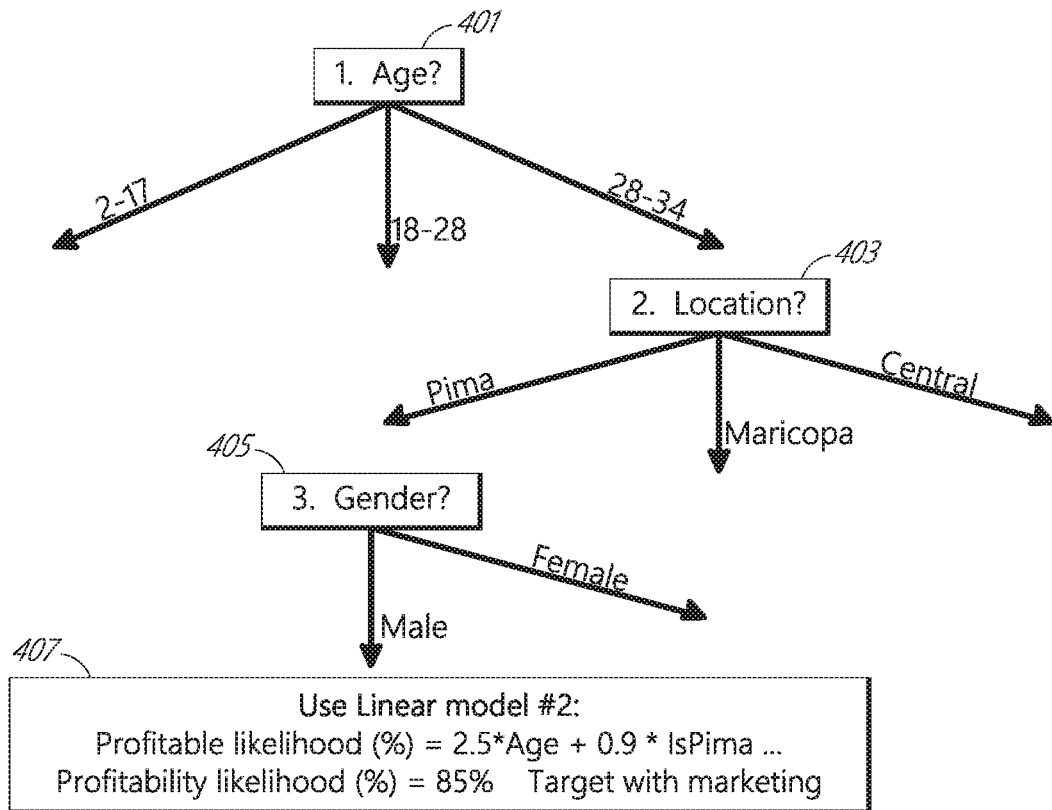 401
1. Age?
2-17
18-28
28-34
403
2. Location?
Pima
Maricopa
Central
405
3. Gender?
Male
Female
407
Use Linear model #2:
Profitable likelihood (%) = 2.5*Age + 0.9 * IsPima ...
Profitability likelihood (%) = 85% Target with marketing